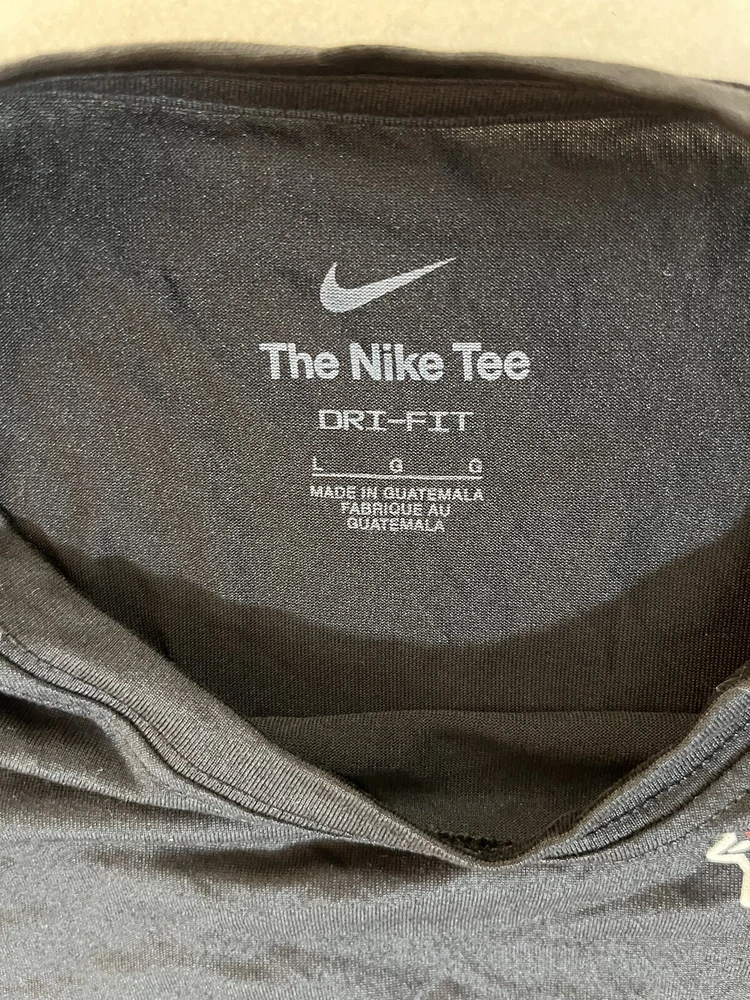 The Nike Tee
DRI-FIT
L G G
MADE IN GUATEMALA
FABRIQUE AU
GUATEMALA